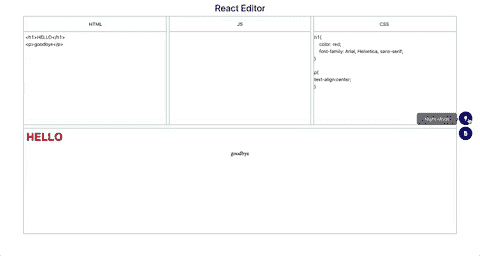 React Editor
HTML
JS
CSS
<h1>HELLO</h1>
<p>goodbye</p>
h1{
color: red;
font-family: Arial, Helvetica, sans-serif;
}
p{
text-align:center;
}
Night Mode
HELLO
goodbye